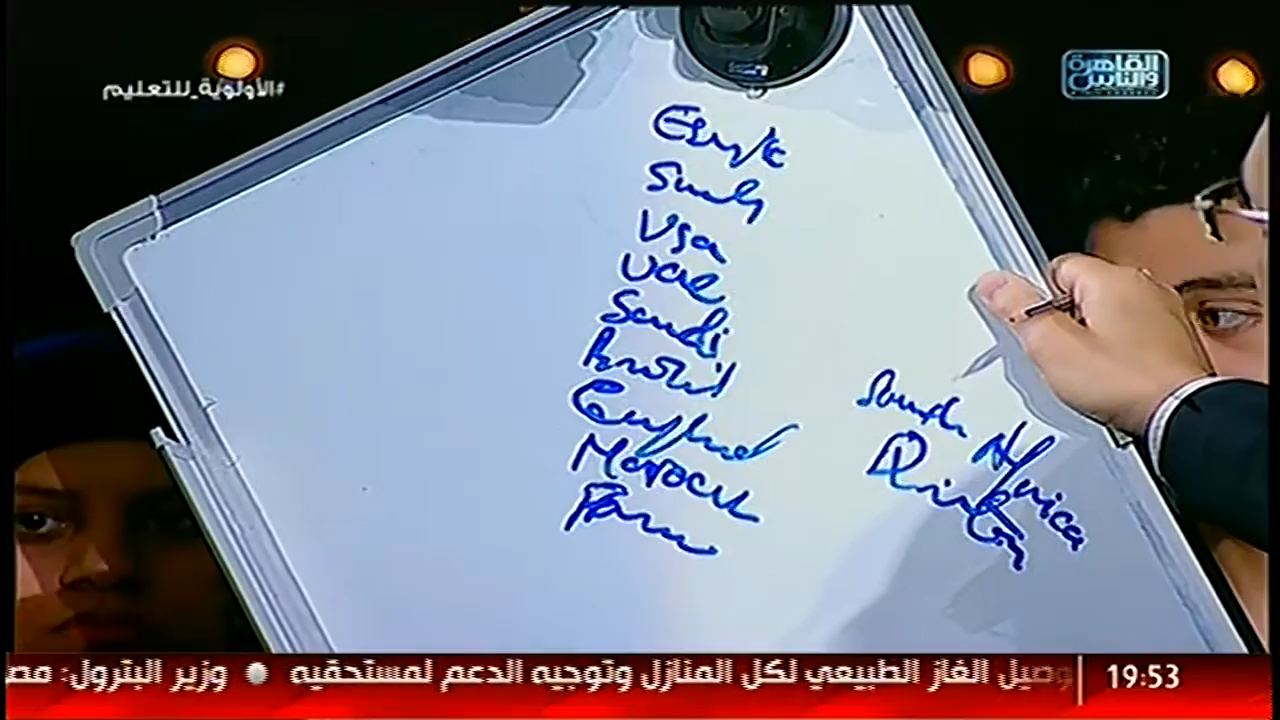 #الأولوية_للتعليم
القاهرة
والناس
Egypt
Usa
UAE
Saudi
Brazil
England
Morocco
South Africa
وصيل الغاز الطبيعي لكل المنازل وتوجيه الدعم لمستحقيه ● وزير البترول: مص
19:53